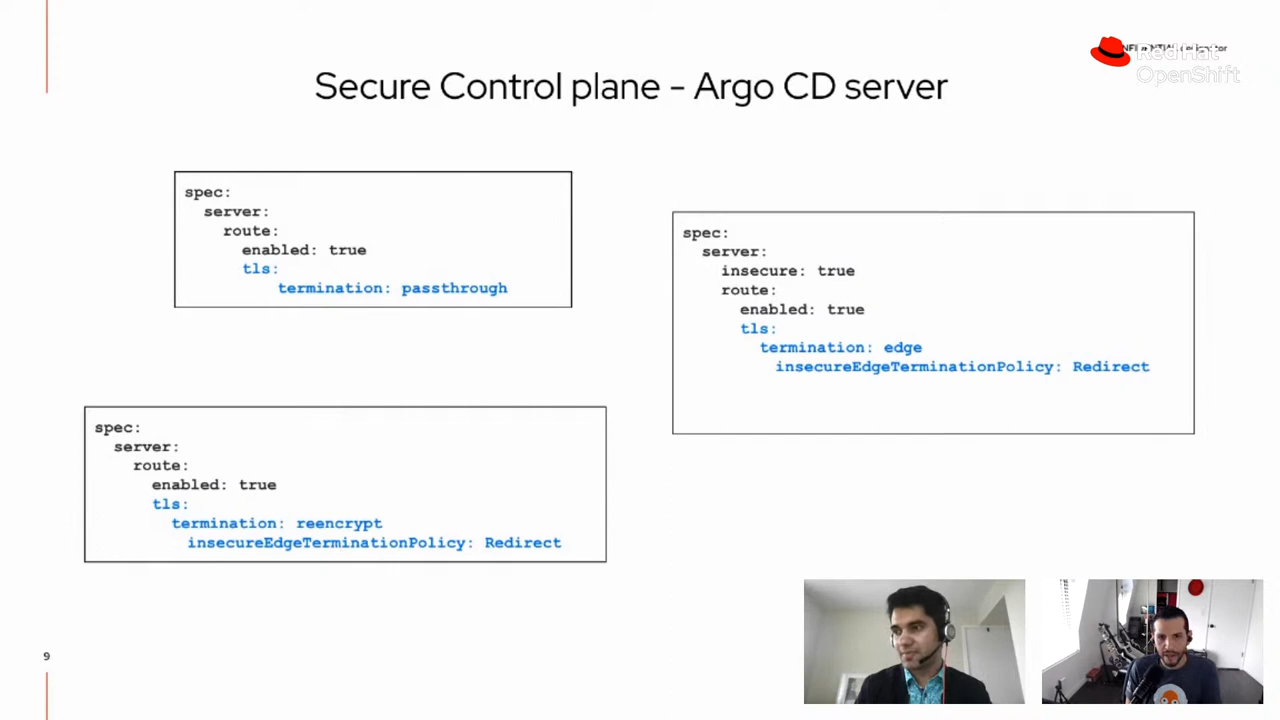 Red Hat
OpenShift
Secure Control plane - Argo CD server
spec:
server:
route:
enabled: true
tls:
termination: passthrough
spec:
server:
insecure: true
route:
enabled: true
tls:
termination: edge
insecureEdgeTerminationPolicy: Redirect
spec:
server:
route:
enabled: true
tls:
termination: reencrypt
insecureEdgeTerminationPolicy: Redirect
9